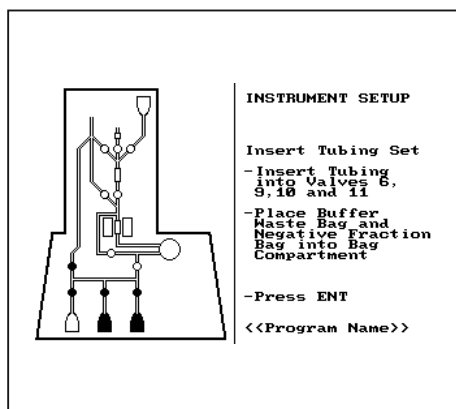 INSTRUMENT SETUP
Insert Tubing Set
-Insert Tubing
into Valves 6,
9,10 and 11
-Place Buffer
Waste Bag and
Negative Fraction
Bag into Bag
Compartment
-Press ENT
<<Program Name>>